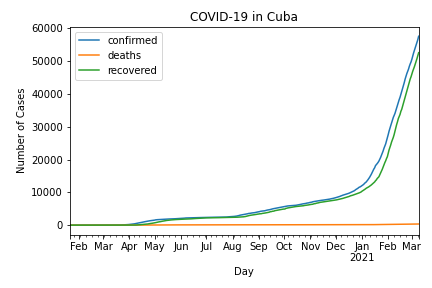 COVID-19 in Cuba
confirmed
deaths
recovered
Number of Cases
60000
50000
40000
30000
20000
10000
0
Feb Mar Apr May Jun Jul Aug Sep Oct Nov Dec Jan Feb Mar
2021
Day